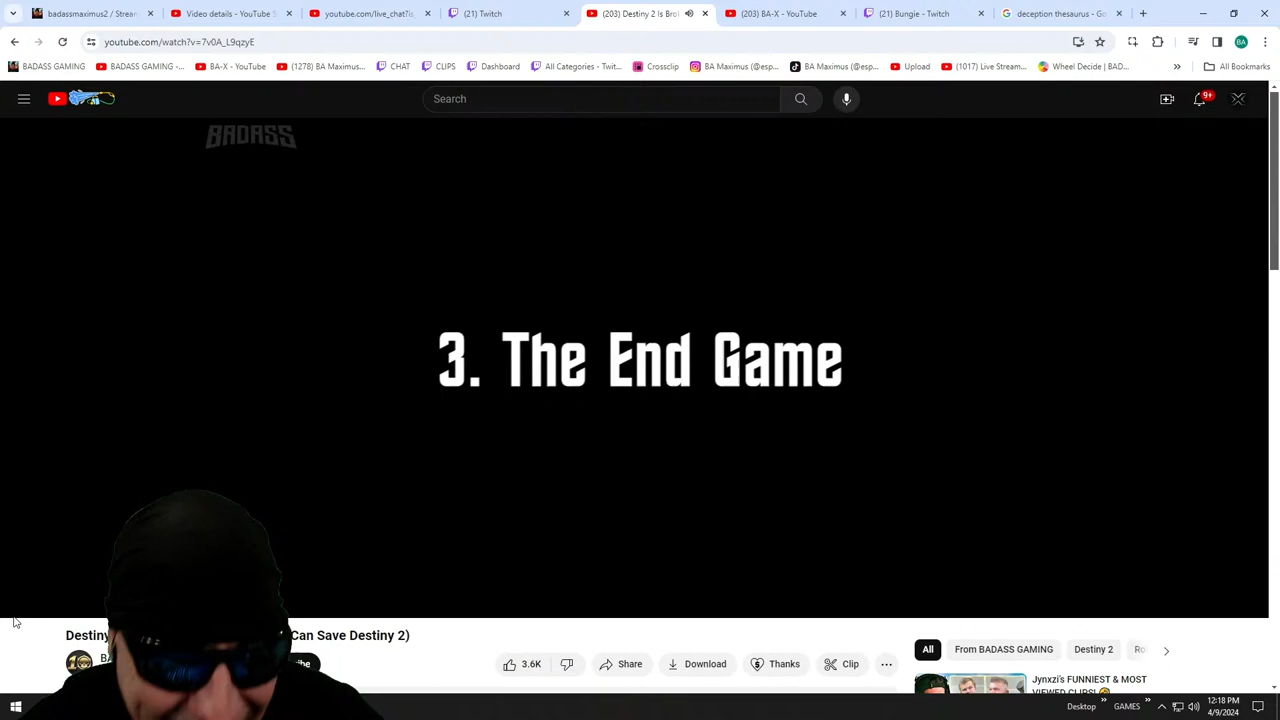 badassmaximus2 / Stream
Video details - YouTube S
youtube.com/live_chat?is_
(21) Twitch
(203) Destiny 2 Is Bro
(203) BA-X - YouTube
(21) Bungie - Twitch
deception thesaurus - Go
youtube.com/watch?v=7v0A_L9qzyE
BADASS GAMING
BADASS GAMING -...
BA-X - YouTube
(1278) BA Maximus...
CHAT
CLIPS
Dashboard
All Categories - Twit...
Crossclip
BA Maximus (@esp...
BA Maximus (@esp...
Upload
(1017) Live Stream...
Wheel Decide | BAD...
All Bookmarks
Search
9+
BADASS
3. The End Game
Destiny
Can Save Destiny 2)
3.6K
Share
Download
Thanks
Clip
All
From BADASS GAMING
Destiny 2
Ro
Jynxzi's FUNNIEST & MOST
VIEWED CLIPS!
Desktop
GAMES
12:18 PM
4/9/2024